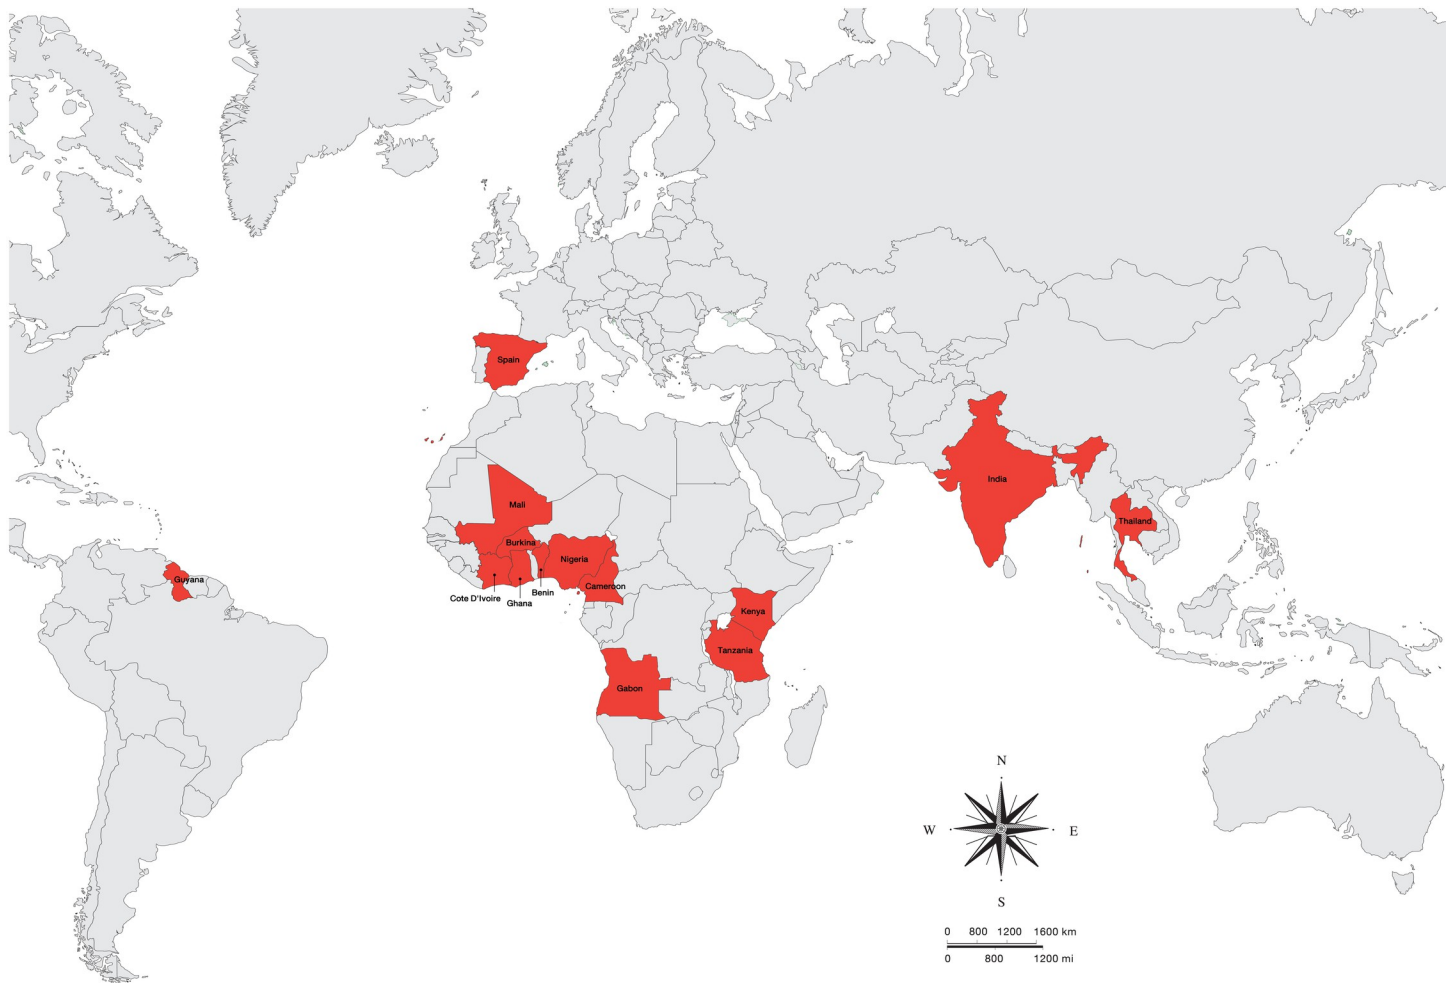 Spain
India
Mali
Thailand
Burkina
Nigeria
Guyana
Cameroon
Benin
Cote D'Ivoire
Ghana
Kenya
Tanzania
Gabon
N
W
E
S
0 800 1200 1600 km
0 800 1200 mi